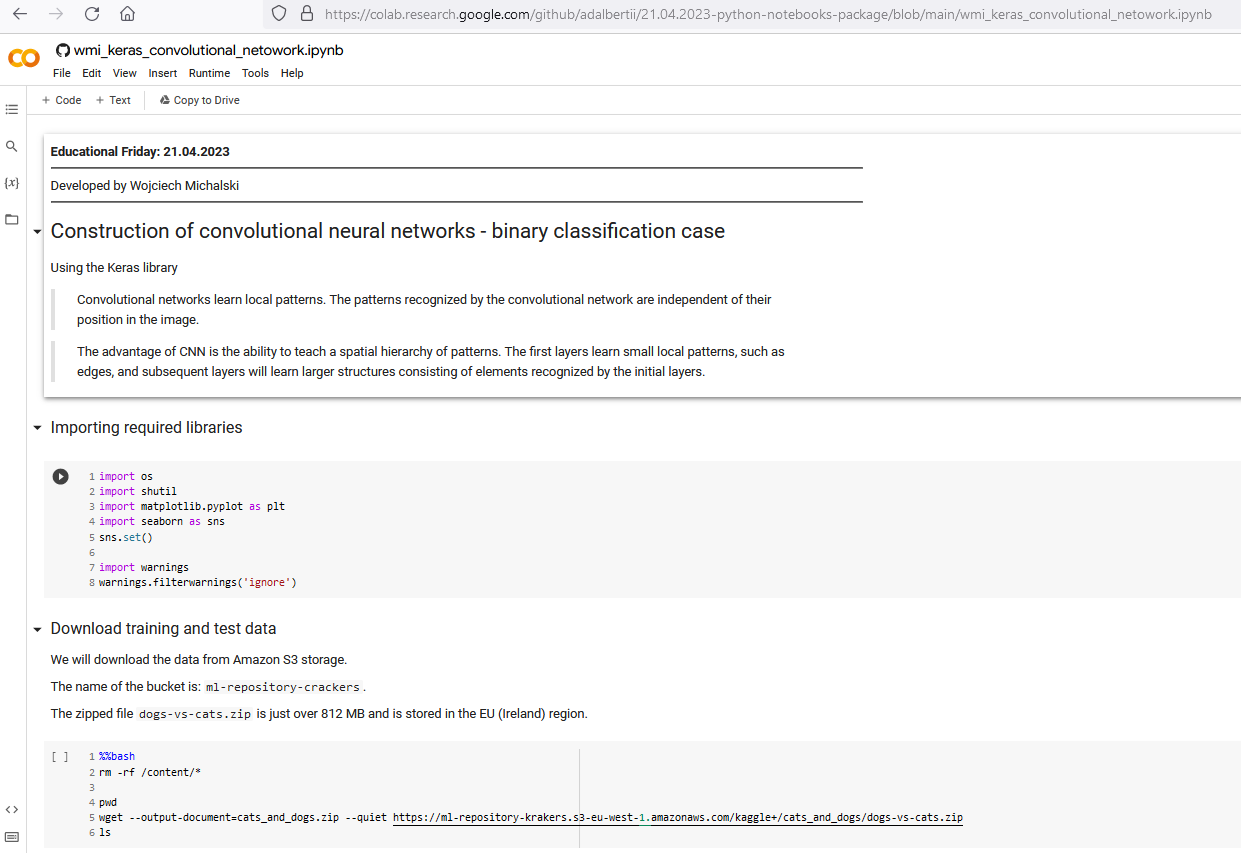 https://colab.research.google.com/github/adalbertii/21.04.2023-python-notebooks-package/blob/main/wmi_keras_convolutional_netowork.ipynb
CO
wmi_keras_convolutional_netowork.ipynb
File Edit View Insert Runtime Tools Help
+ Code + Text Copy to Drive
{x}
Educational Friday: 21.04.2023
Developed by Wojciech Michalski
Construction of convolutional neural networks - binary classification case
Using the Keras library
Convolutional networks learn local patterns. The patterns recognized by the convolutional network are independent of their
position in the image.
The advantage of CNN is the ability to teach a spatial hierarchy of patterns. The first layers learn small local patterns, such as
edges, and subsequent layers will learn larger structures consisting of elements recognized by the initial layers.
Importing required libraries
1 import os
2 import shutil
3 import matplotlib.pyplot as plt
4 import seaborn as sns
5 sns.set()
6
7 import warnings
8 warnings.filterwarnings('ignore')
Download training and test data
We will download the data from Amazon S3 storage.
The name of the bucket is: ml-repository-crackers .
The zipped file dogs-vs-cats.zip is just over 812 MB and is stored in the EU (Ireland) region.
[ ] 1 %%bash
2 rm -rf /content/*
3
4 pwd
5 wget --output-document=cats_and_dogs.zip --quiet https://ml-repository-krakers.s3-eu-west-1.amazonaws.com/kaggle+/cats_and_dogs/dogs-vs-cats.zip
6 ls
<>